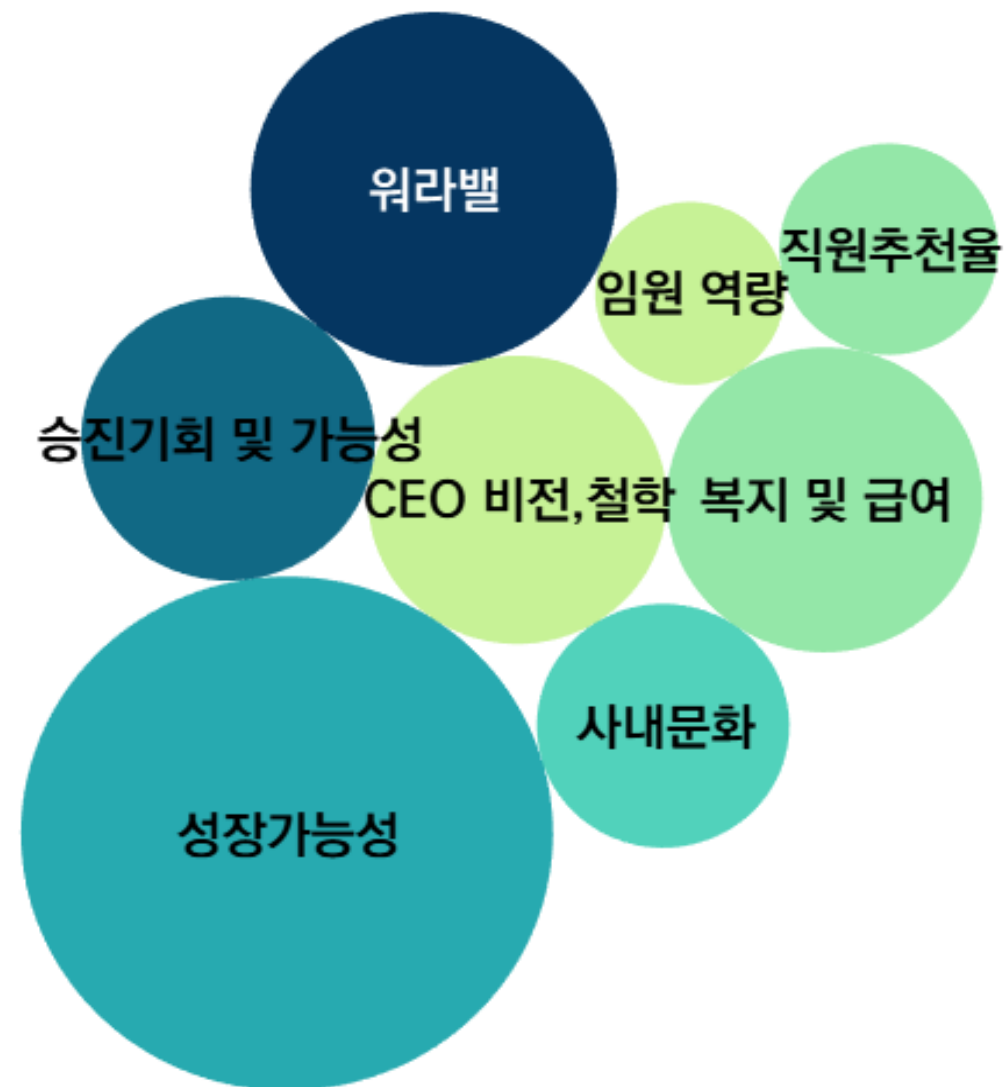 워라밸
직원추천율
임원 역량
승진기회 및 가능성
CEO 비전,철학
복지 및 급여
사내문화
성장가능성